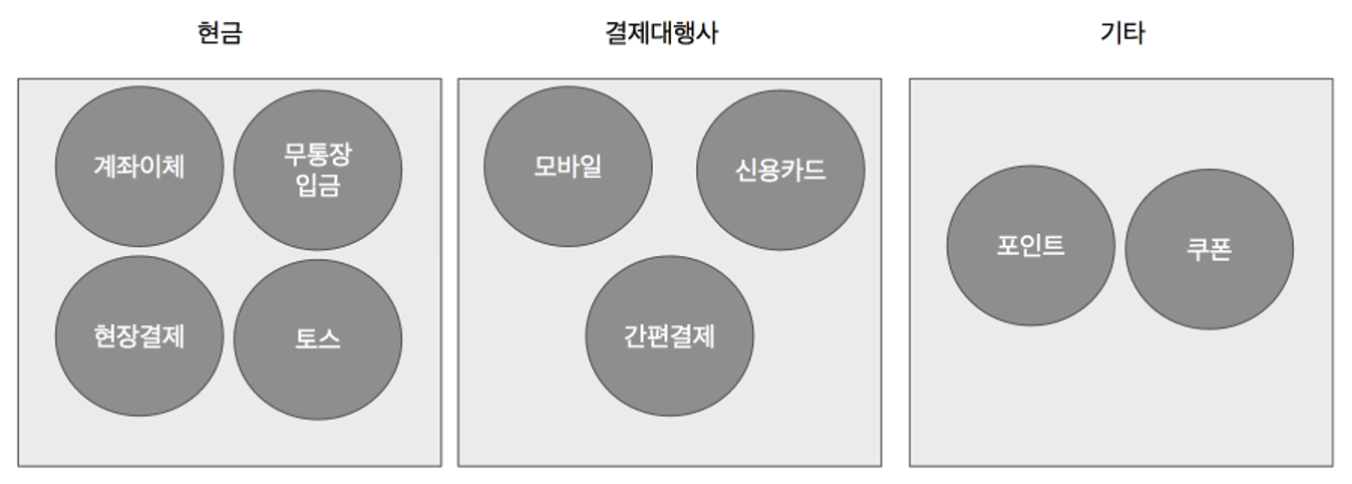 현금
계좌이체
무통장
입금
현장결제
토스
결제대행사
모바일
신용카드
간편결제
기타
포인트
쿠폰